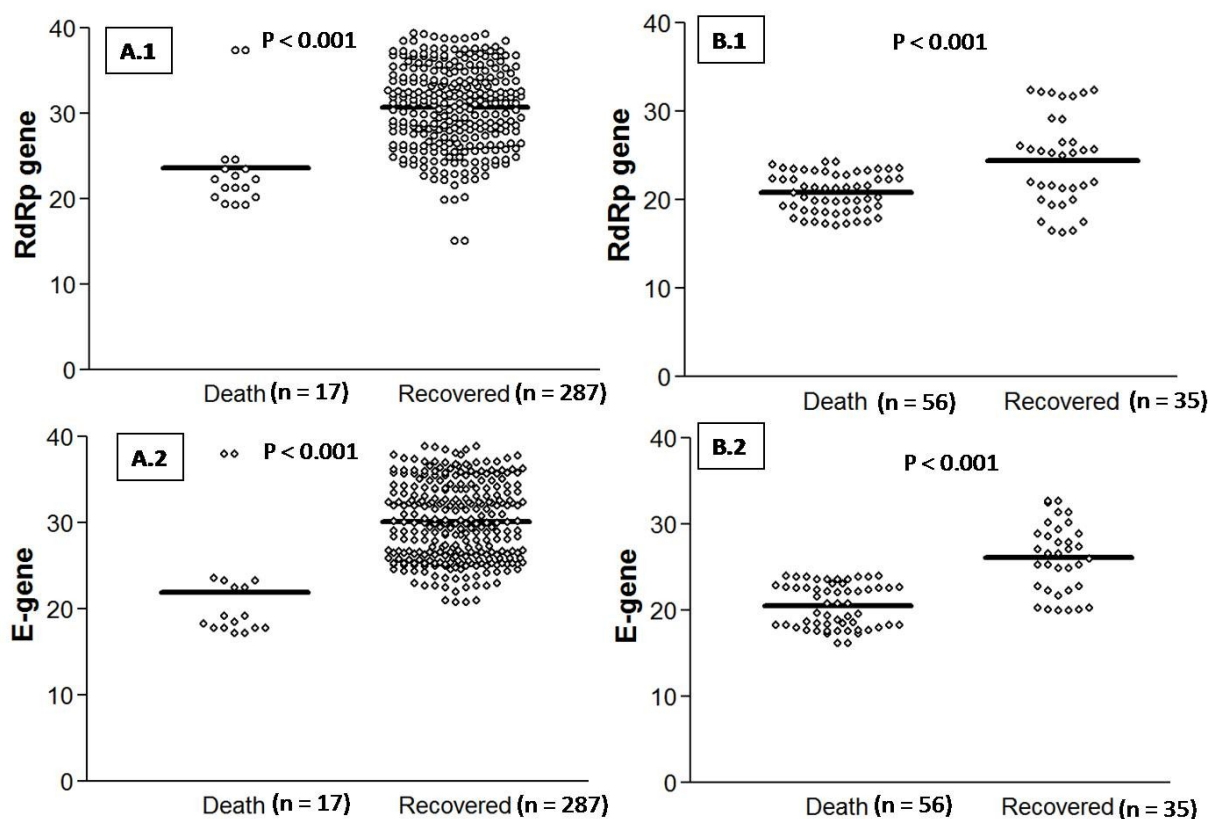 A.1
P < 0.001
RdRp gene
40
30
20
10
0
Death (n = 17)
Recovered (n = 287)
B.1
P < 0.001
RdRp gene
40
30
20
10
0
Death (n = 56)
Recovered (n = 35)
A.2
P < 0.001
E-gene
40
30
20
10
0
Death (n = 17)
Recovered (n = 287)
B.2
P < 0.001
E-gene
40
30
20
10
0
Death (n = 56)
Recovered (n = 35)